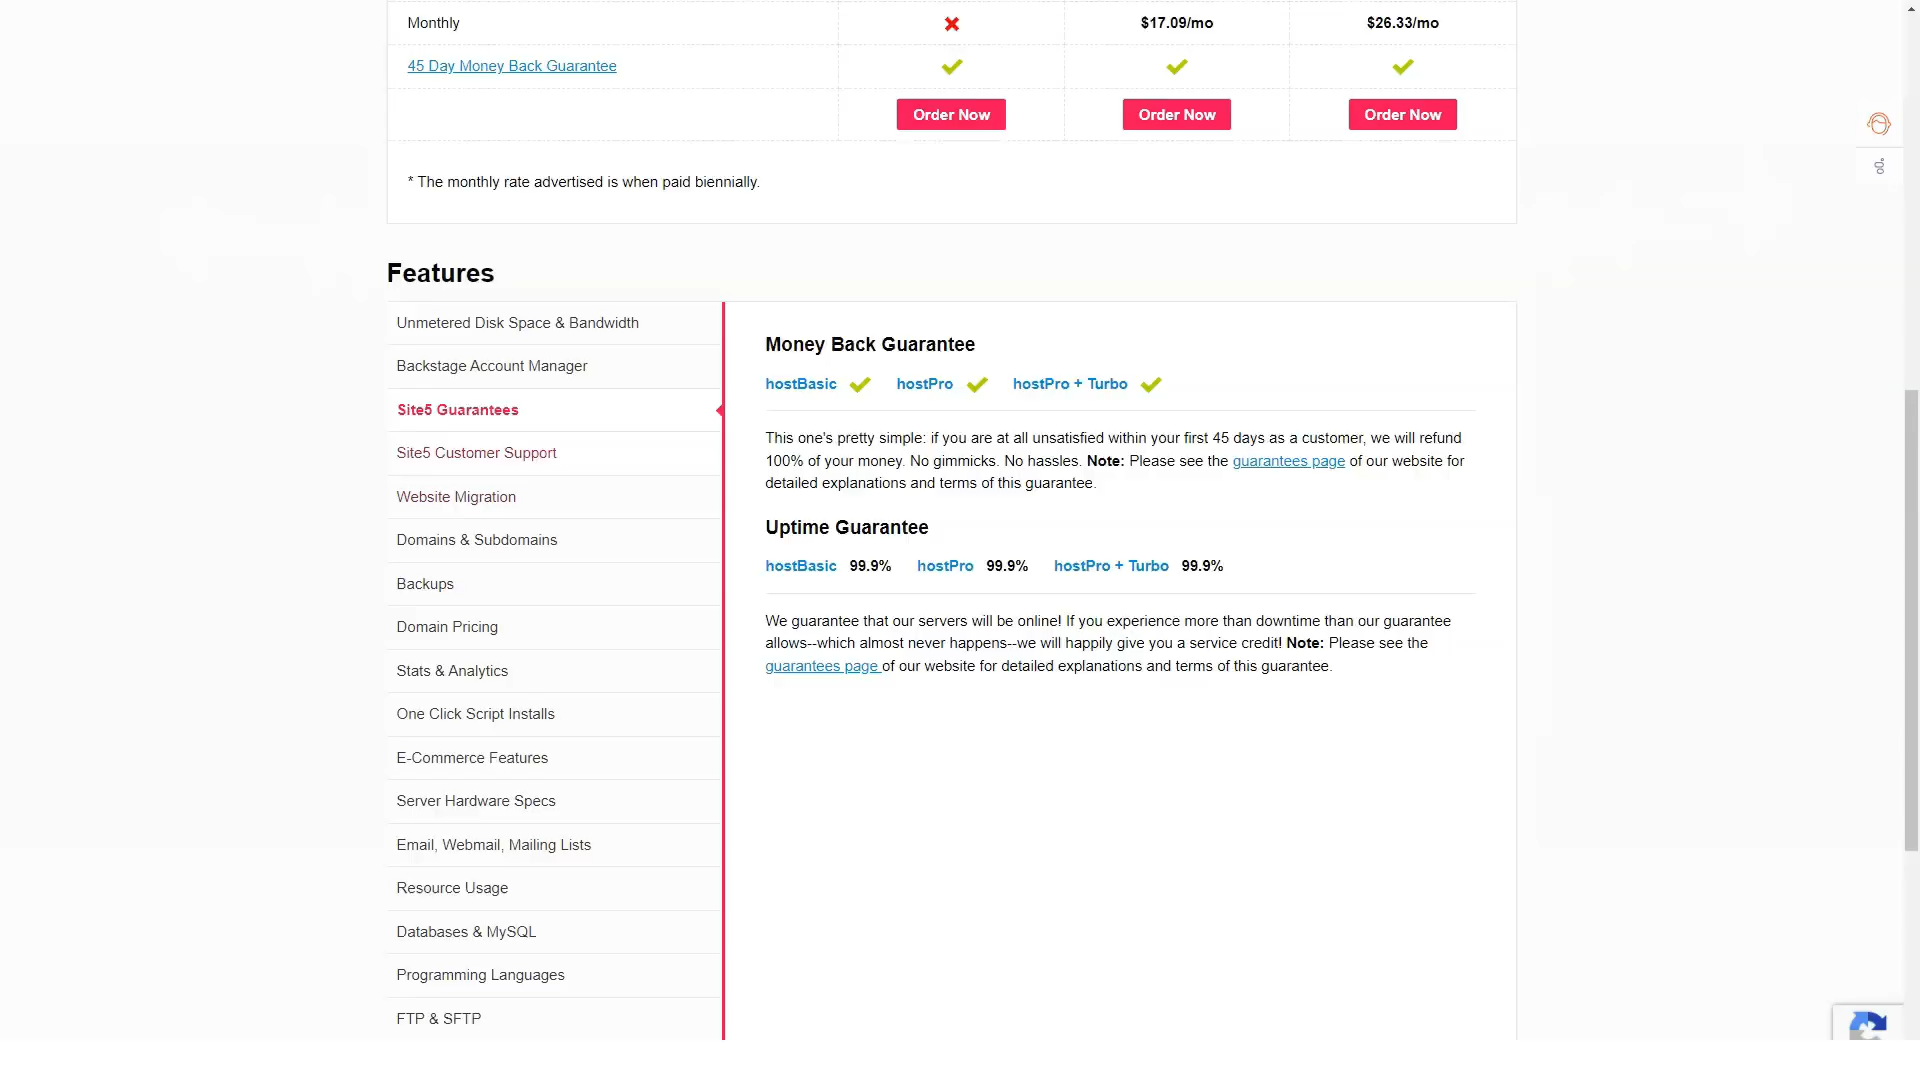 Monthly $17.09/mo $26.33/mo
45 Day Money Back Guarantee
Order Now Order Now Order Now
* The monthly rate advertised is when paid biennially.
Features
Unmetered Disk Space & Bandwidth
Backstage Account Manager
Site5 Guarantees
Site5 Customer Support
Website Migration
Domains & Subdomains
Backups
Domain Pricing
Stats & Analytics
One Click Script Installs
E-Commerce Features
Server Hardware Specs
Email, Webmail, Mailing Lists
Resource Usage
Databases & MySQL
Programming Languages
FTP & SFTP
Money Back Guarantee
hostBasic hostPro hostPro + Turbo
This one's pretty simple: if you are at all unsatisfied within your first 45 days as a customer, we will refund
100% of your money. No gimmicks. No hassles. Note: Please see the guarantees page of our website for
detailed explanations and terms of this guarantee.
Uptime Guarantee
hostBasic 99.9% hostPro 99.9% hostPro + Turbo 99.9%
We guarantee that our servers will be online! If you experience more than downtime than our guarantee
allows--which almost never happens--we will happily give you a service credit! Note: Please see the
guarantees page of our website for detailed explanations and terms of this guarantee.